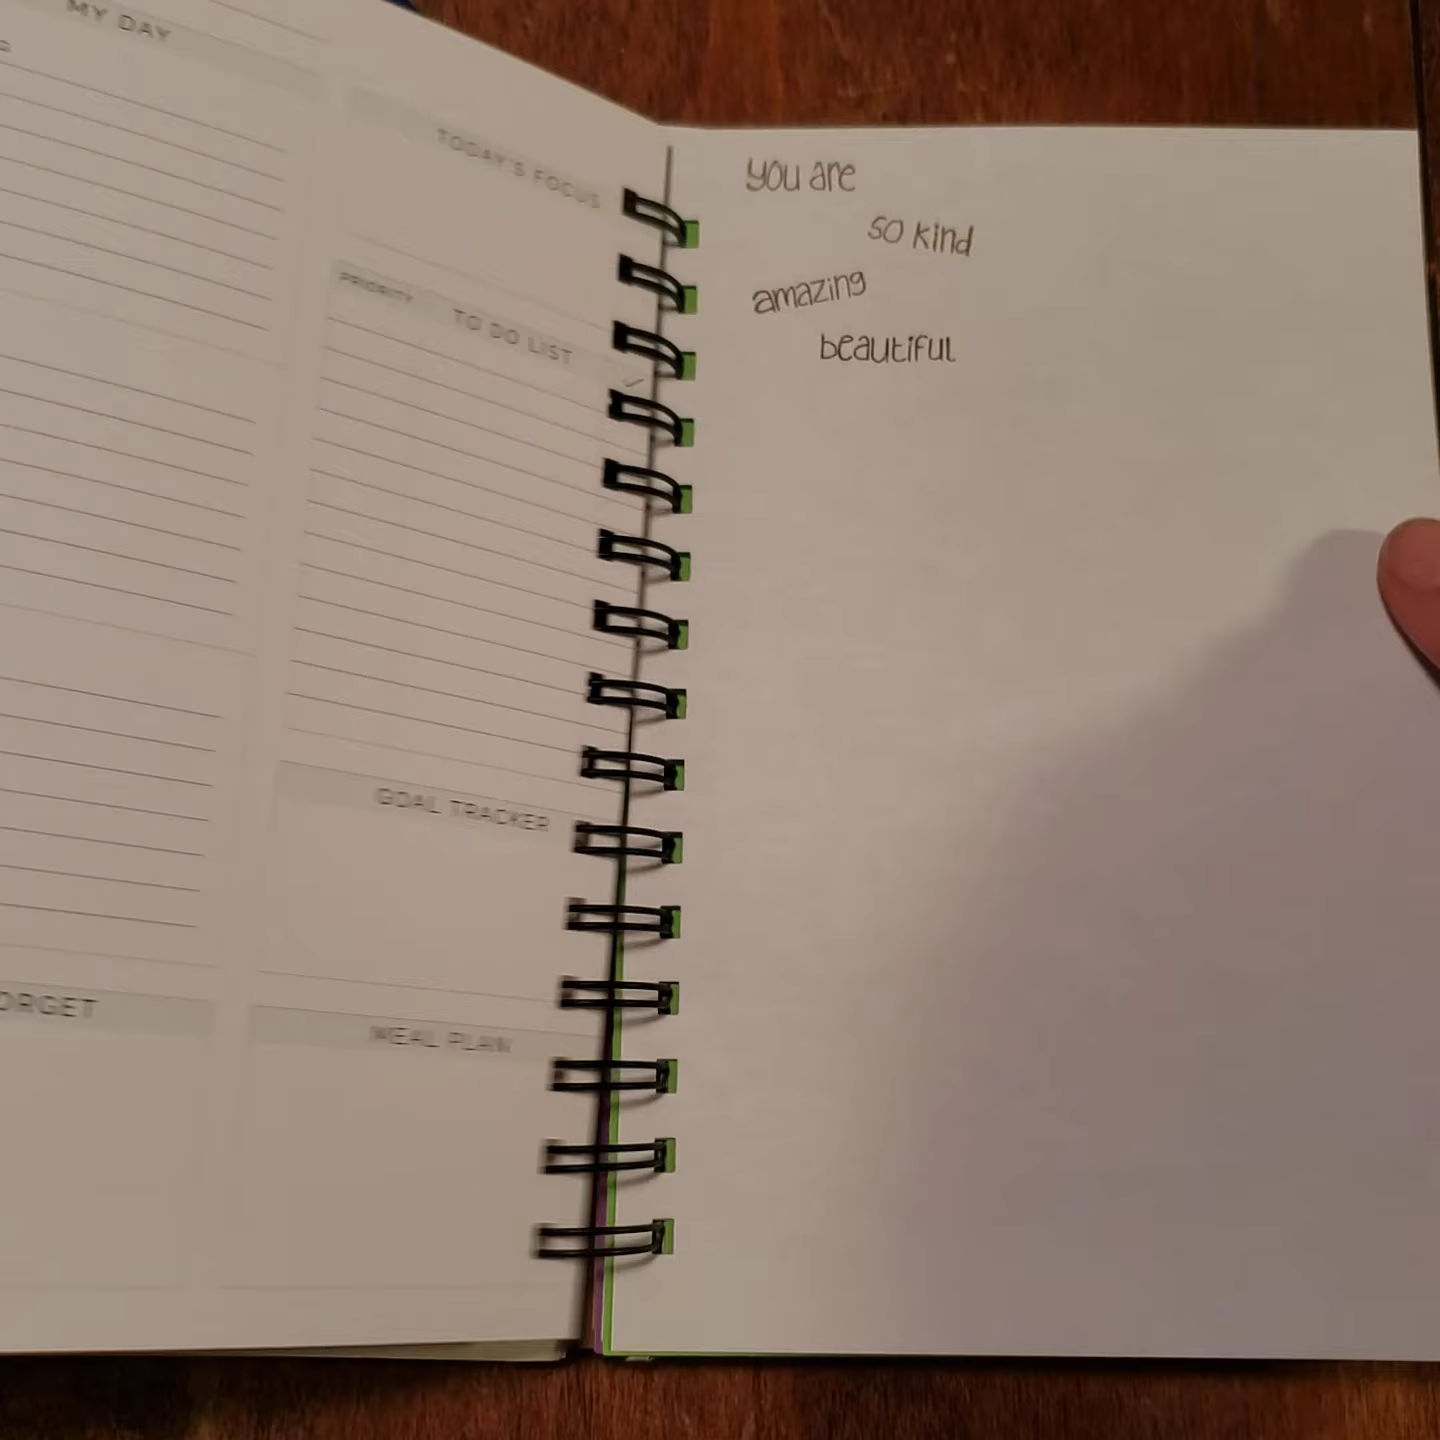 MY DAY
TODAY'S FOCUS
PRIORITY TO DO LIST
GOAL TRACKER
ORGET
MEAL PLAN
you are
so kind
amazing
beautiful